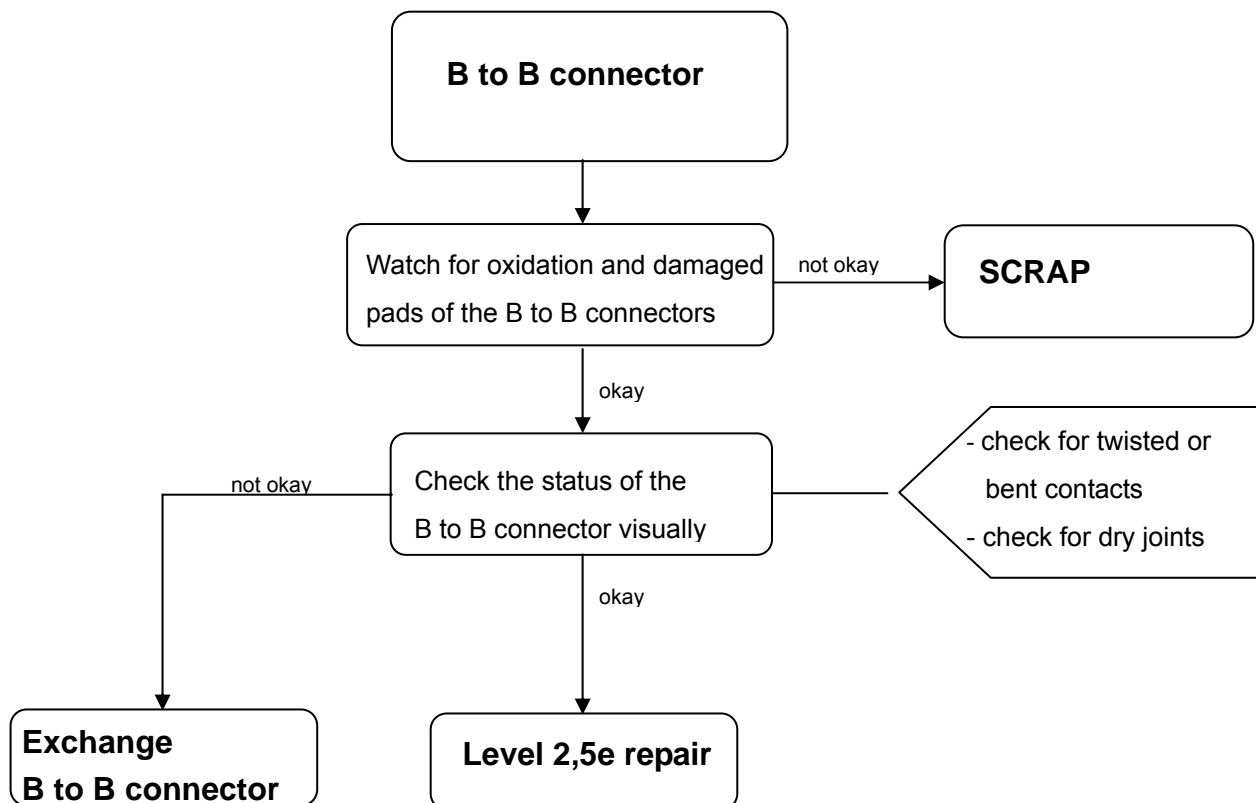 B to B connector
Watch for oxidation and damaged
pads of the B to B connectors
not okay
SCRAP
okay
Check the status of the
B to B connector visually
not okay
- check for twisted or
bent contacts
- check for dry joints
okay
Exchange
B to B connector
Level 2,5e repair